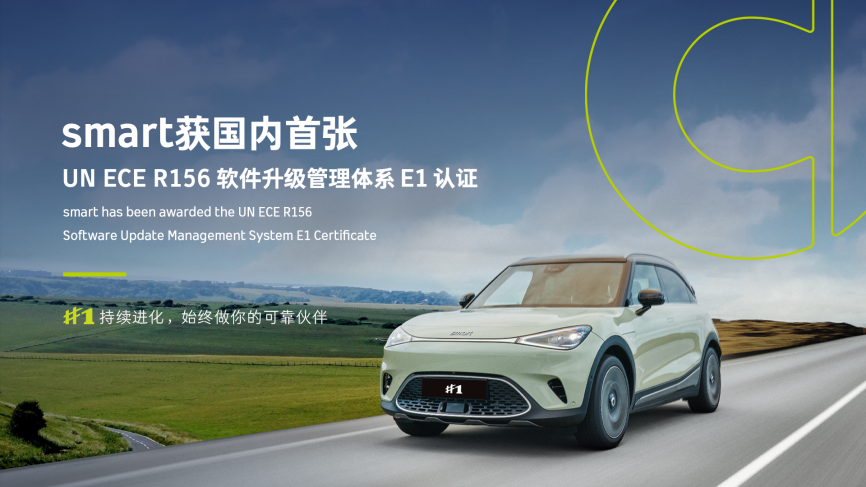 smart获国内首张
UN ECE R156 软件升级管理体系 E1 认证
smart has been awarded the UN ECE R156
Software Update Management System E1 Certificate
#1 持续进化，始终做你的可靠伙伴
smart
#1